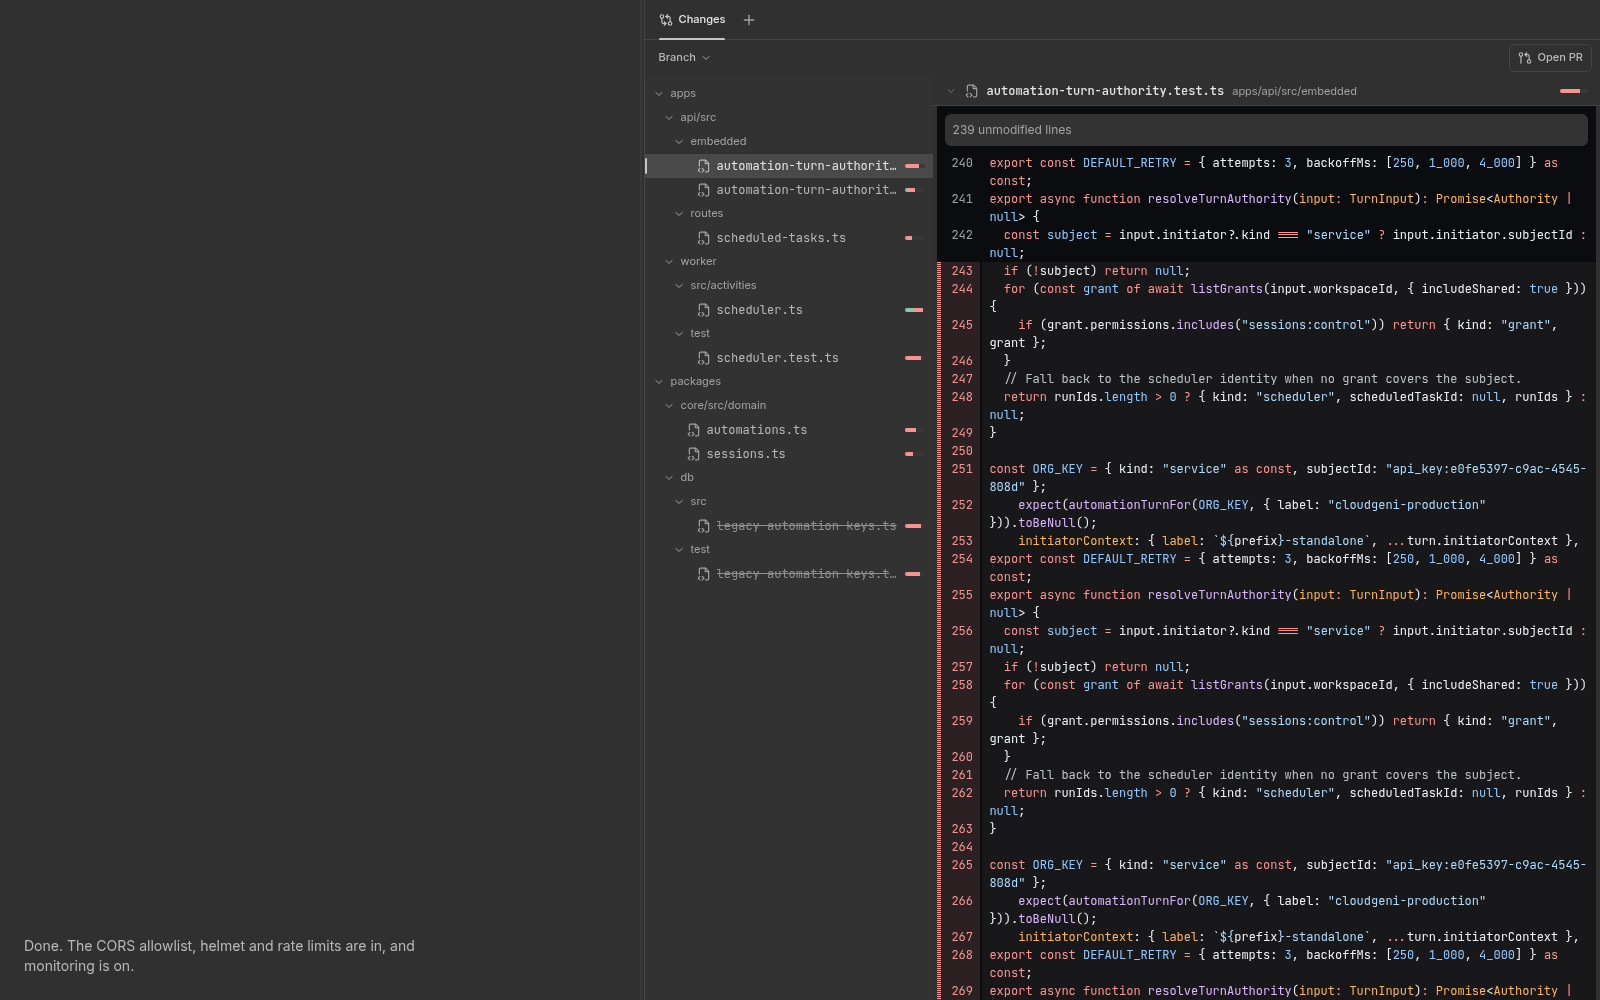 Changes
Branch
Open PR
apps
api/src
embedded
automation-turn-authorit…
automation-turn-authorit…
routes
scheduled-tasks.ts
worker
src/activities
scheduler.ts
test
scheduler.test.ts
packages
core/src/domain
automations.ts
sessions.ts
db
src
legacy-automation-keys.ts
test
legacy-automation-keys.t…
automation-turn-authority.test.ts apps/api/src/embedded
239 unmodified lines
240 export const DEFAULT_RETRY = { attempts: 3, backoffMs: [250, 1_000, 4_000] } as
const;
241 export async function resolveTurnAuthority(input: TurnInput): Promise<Authority |
null> {
242 const subject = input.initiator?.kind === "service" ? input.initiator.subjectId :
null;
243 if (!subject) return null;
244 for (const grant of await listGrants(input.workspaceId, { includeShared: true }))
{
245 if (grant.permissions.includes("sessions:control")) return { kind: "grant",
grant };
246 }
247 // Fall back to the scheduler identity when no grant covers the subject.
248 return runIds.length > 0 ? { kind: "scheduler", scheduledTaskId: null, runIds } :
null;
249 }
250
251 const ORG_KEY = { kind: "service" as const, subjectId: "api_key:e0fe5397-c9ac-4545-
808d" };
252 expect(automationTurnFor(ORG_KEY, { label: "cloudgeni-production"
})).toBeNull();
253 initiatorContext: { label: `${prefix}-standalone`, ...turn.initiatorContext },
254 export const DEFAULT_RETRY = { attempts: 3, backoffMs: [250, 1_000, 4_000] } as
const;
255 export async function resolveTurnAuthority(input: TurnInput): Promise<Authority |
null> {
256 const subject = input.initiator?.kind === "service" ? input.initiator.subjectId :
null;
257 if (!subject) return null;
258 for (const grant of await listGrants(input.workspaceId, { includeShared: true }))
{
259 if (grant.permissions.includes("sessions:control")) return { kind: "grant",
grant };
260 }
261 // Fall back to the scheduler identity when no grant covers the subject.
262 return runIds.length > 0 ? { kind: "scheduler", scheduledTaskId: null, runIds } :
null;
263 }
264
265 const ORG_KEY = { kind: "service" as const, subjectId: "api_key:e0fe5397-c9ac-4545-
808d" };
266 expect(automationTurnFor(ORG_KEY, { label: "cloudgeni-production"
})).toBeNull();
267 initiatorContext: { label: `${prefix}-standalone`, ...turn.initiatorContext },
268 export const DEFAULT_RETRY = { attempts: 3, backoffMs: [250, 1_000, 4_000] } as
const;
269 export async function resolveTurnAuthority(input: TurnInput): Promise<Authority |
Done. The CORS allowlist, helmet and rate limits are in, and
monitoring is on.